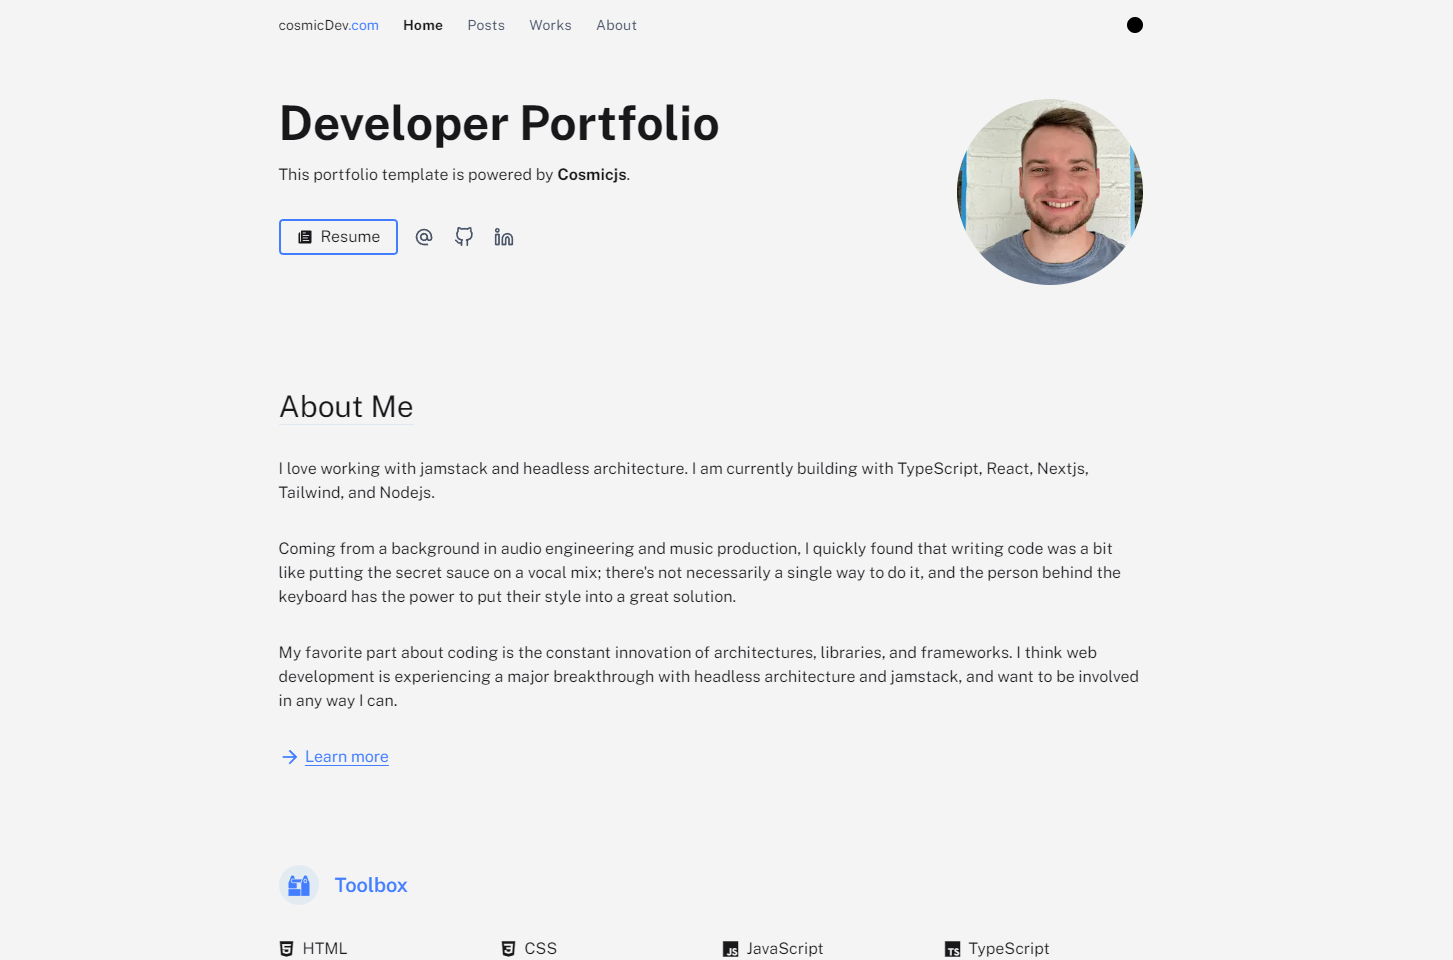 cosmicDev.com Home Posts Works About
Developer Portfolio
This portfolio template is powered by Cosmicjs.
Resume
About Me
I love working with jamstack and headless architecture. I am currently building with TypeScript, React, Nextjs,
Tailwind, and Nodejs.
Coming from a background in audio engineering and music production, I quickly found that writing code was a bit
like putting the secret sauce on a vocal mix; there's not necessarily a single way to do it, and the person behind the
keyboard has the power to put their style into a great solution.
My favorite part about coding is the constant innovation of architectures, libraries, and frameworks. I think web
development is experiencing a major breakthrough with headless architecture and jamstack, and want to be involved
in any way I can.
Learn more
Toolbox
HTML CSS JavaScript TypeScript